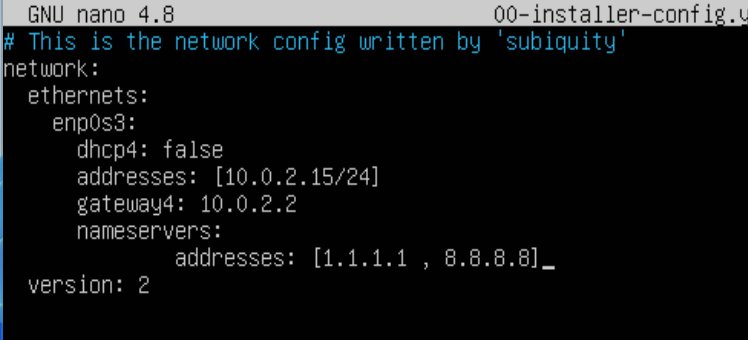 GNU nano 4.8 00-installer-config.y
# This is the network config written by 'subiquity'
network:
  ethernets:
    enp0s3:
      dhcp4: false
      addresses: [10.0.2.15/24]
      gateway4: 10.0.2.2
      nameservers:
              addresses: [1.1.1.1 , 8.8.8.8]
  version: 2